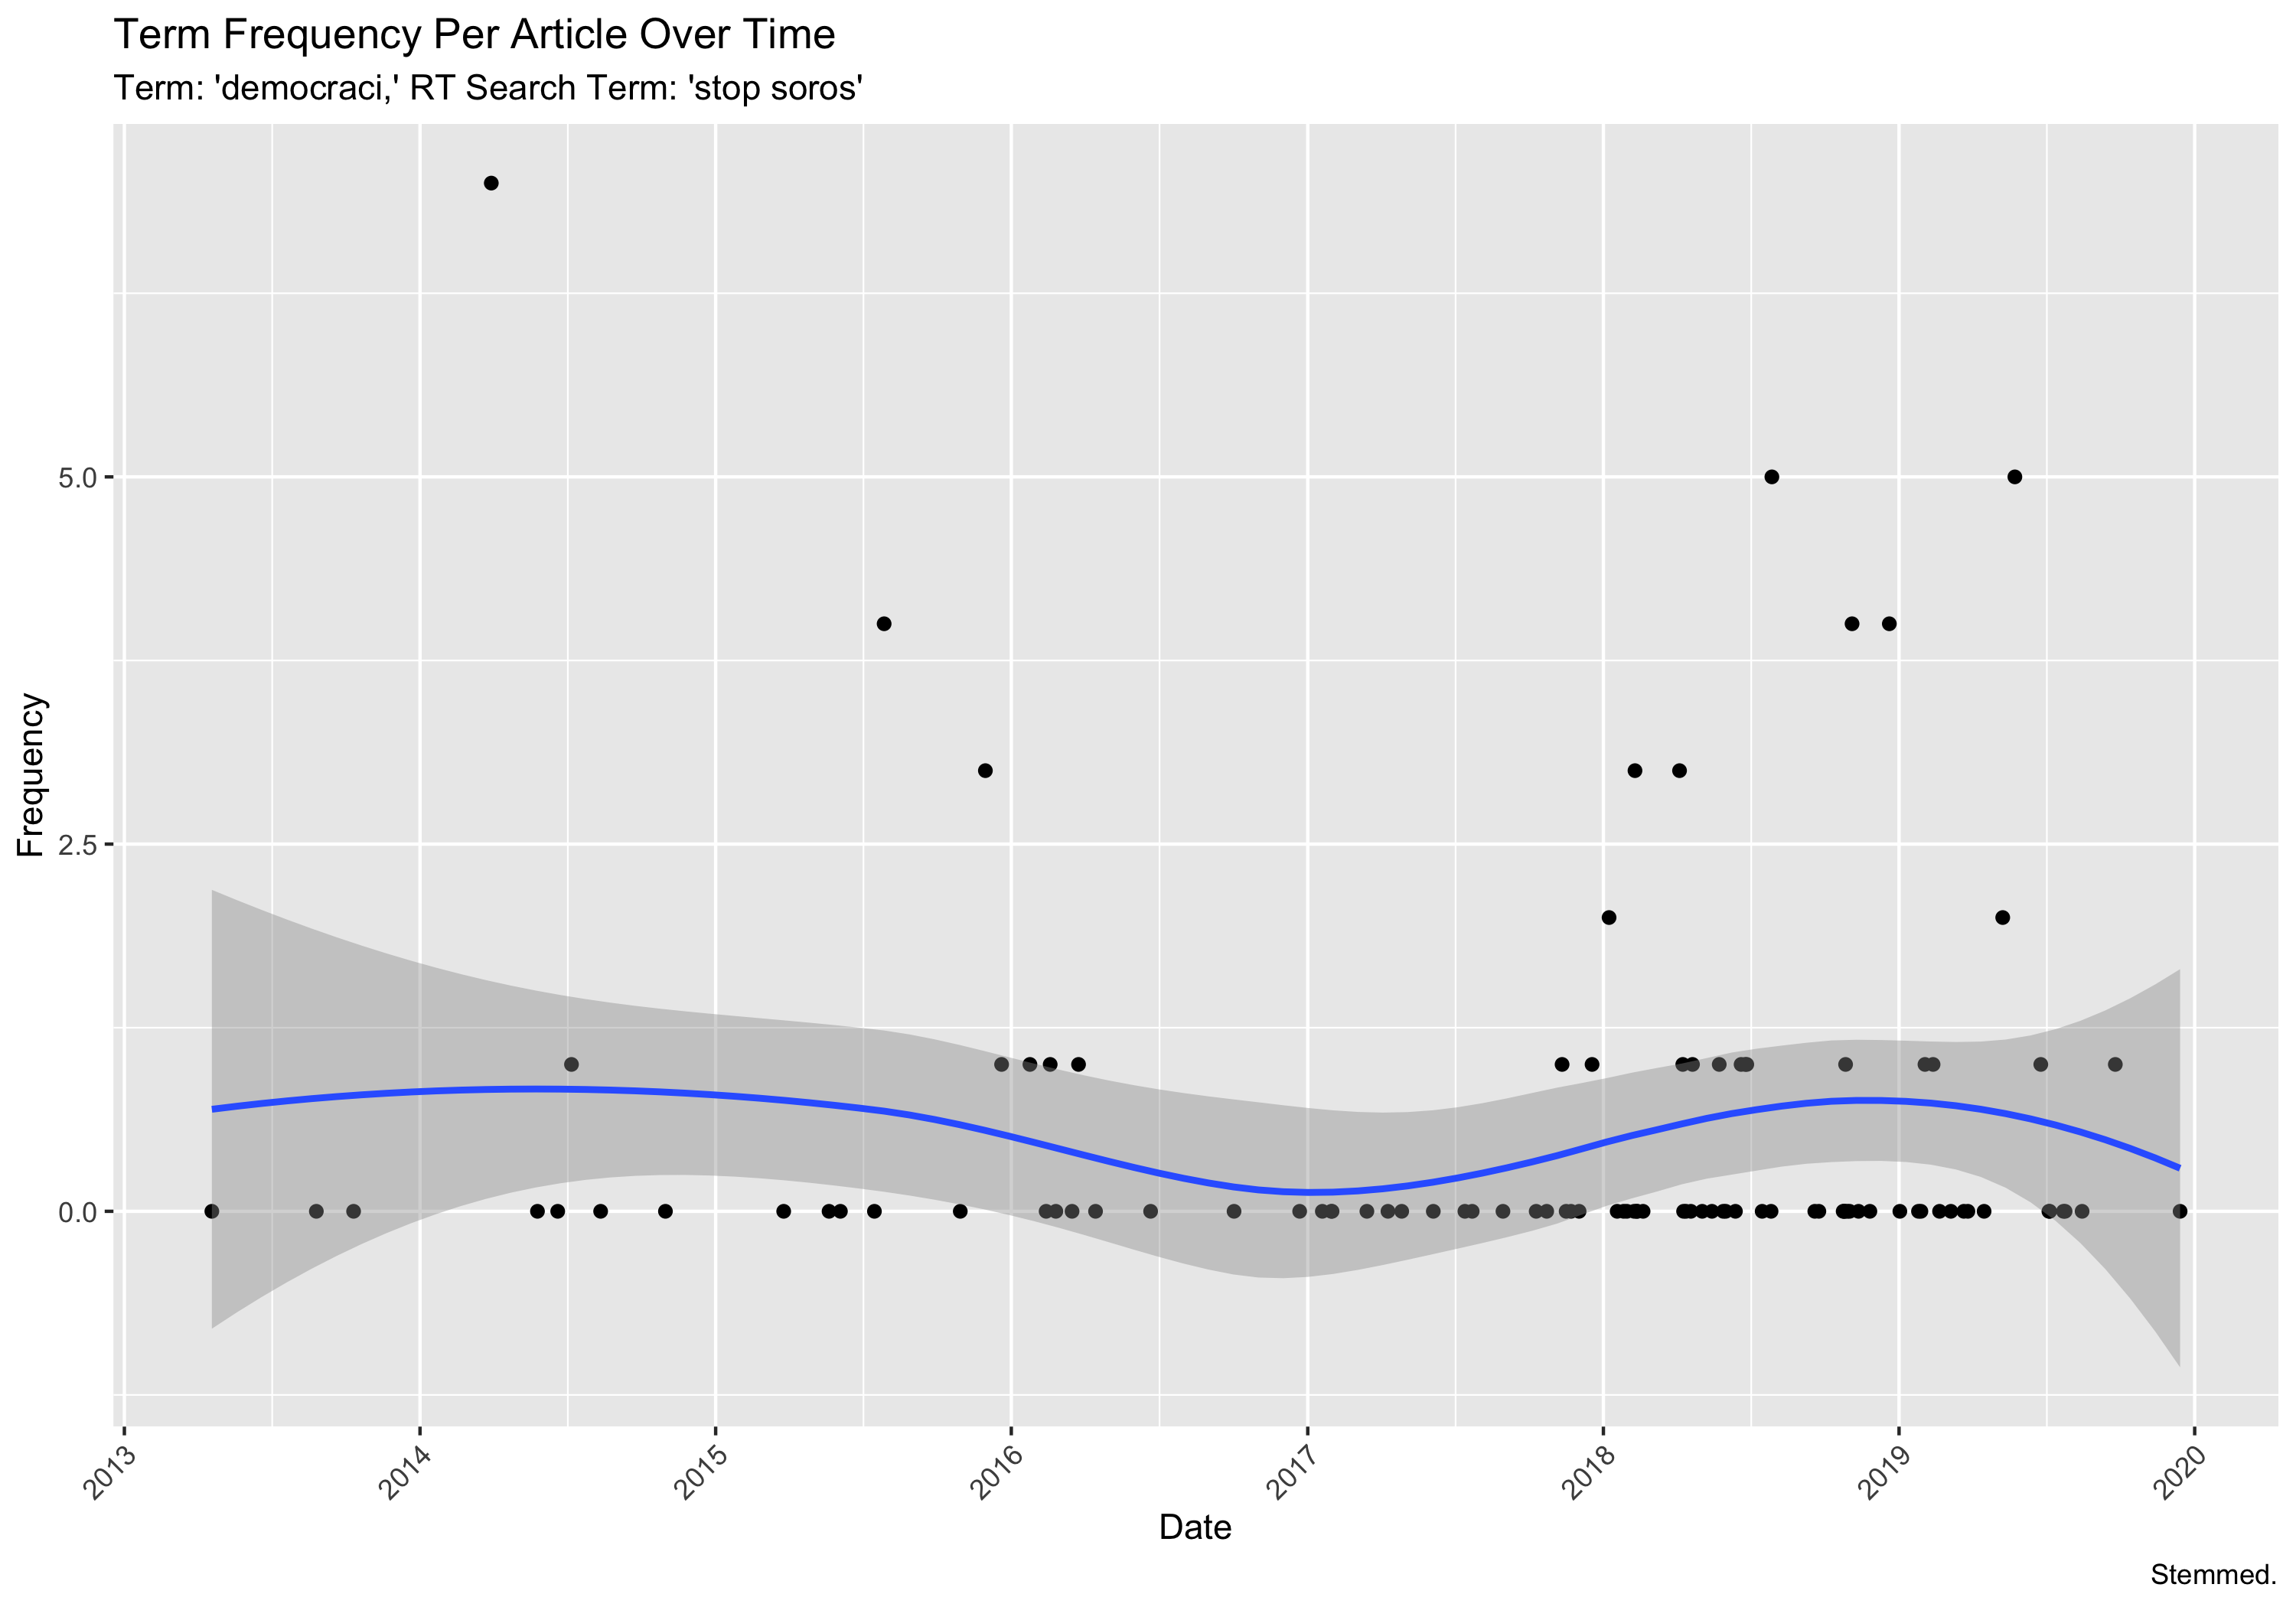 Term Frequency Per Article Over Time
Term: 'democraci,' RT Search Term: 'stop soros'
Frequency
5.0
2.5
0.0
2013
2014
2015
2016
2017
2018
2019
2020
Date
Stemmed.